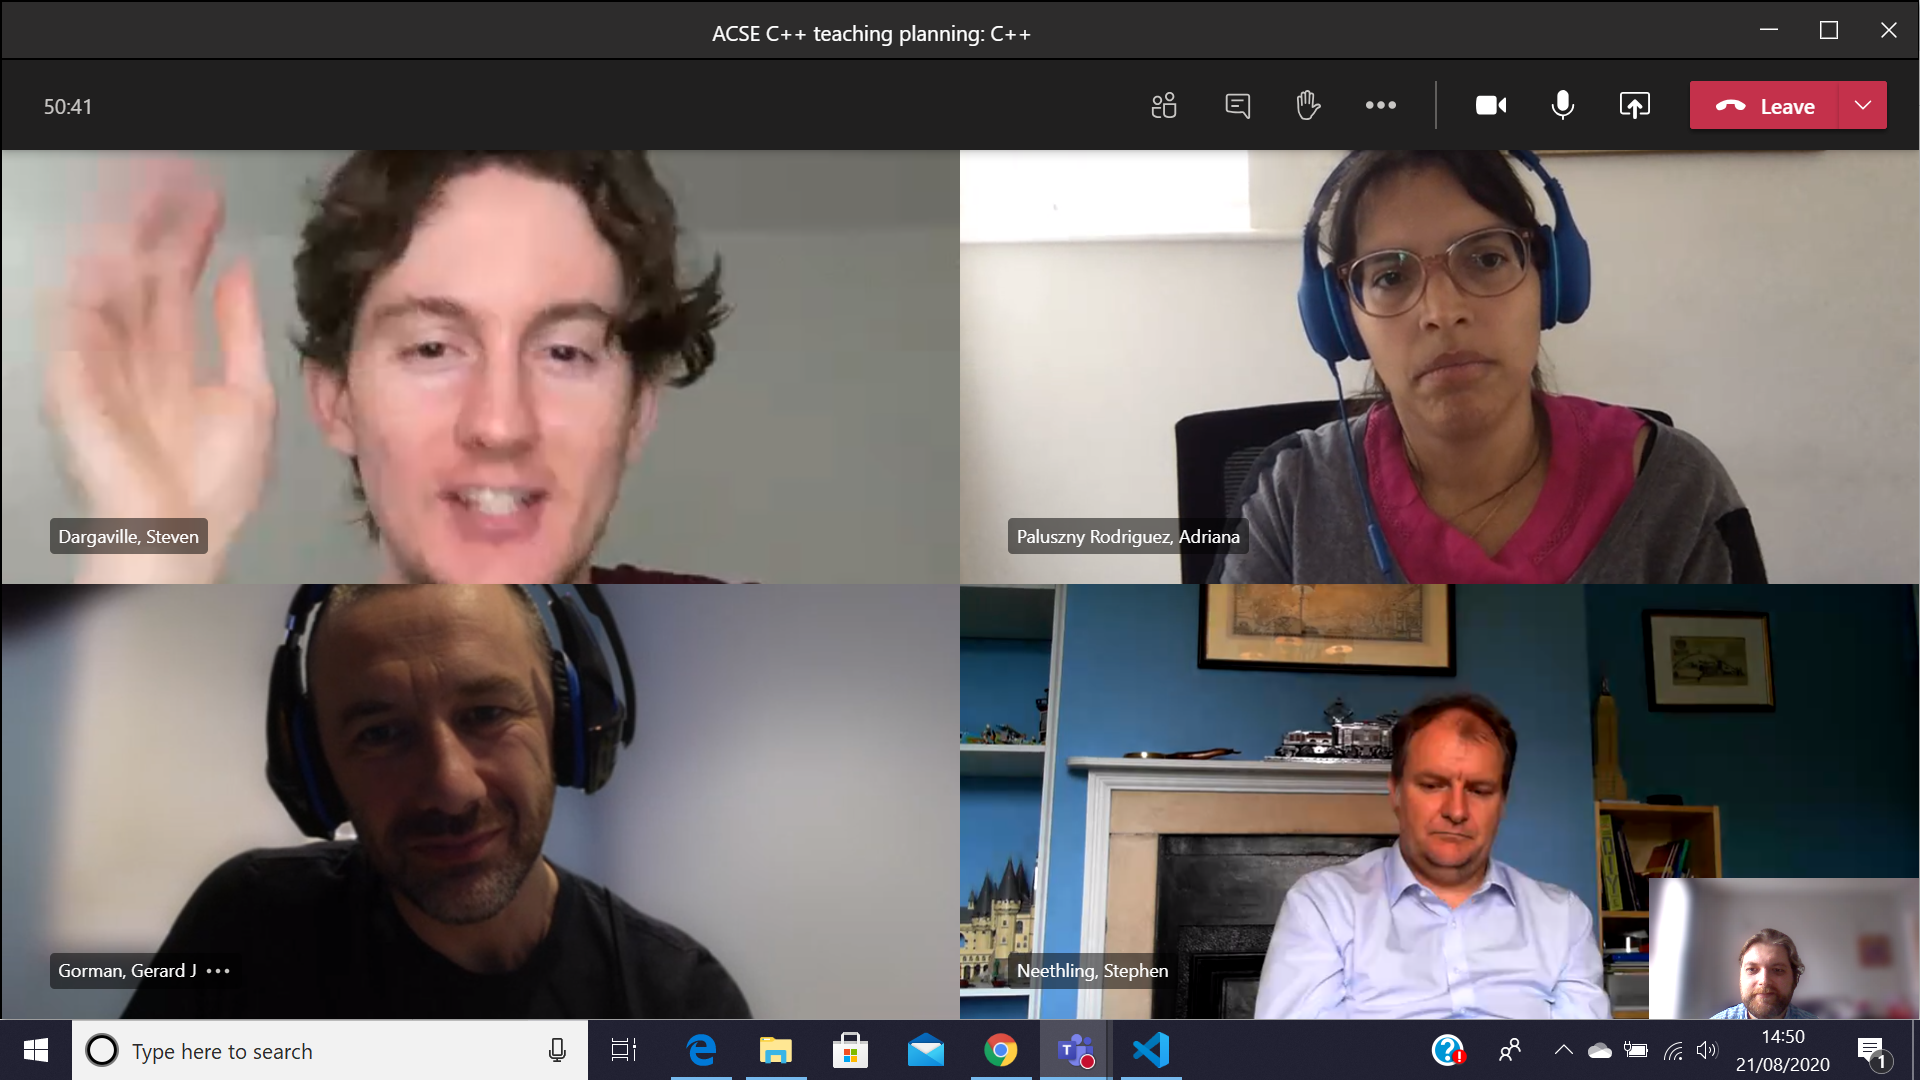 ACSE C++ teaching planning: C++
50:41
Leave
Dargaville, Steven
Paluszny Rodriguez, Adriana
Gorman, Gerard J
Neethling, Stephen
Type here to search
14:50
21/08/2020
1